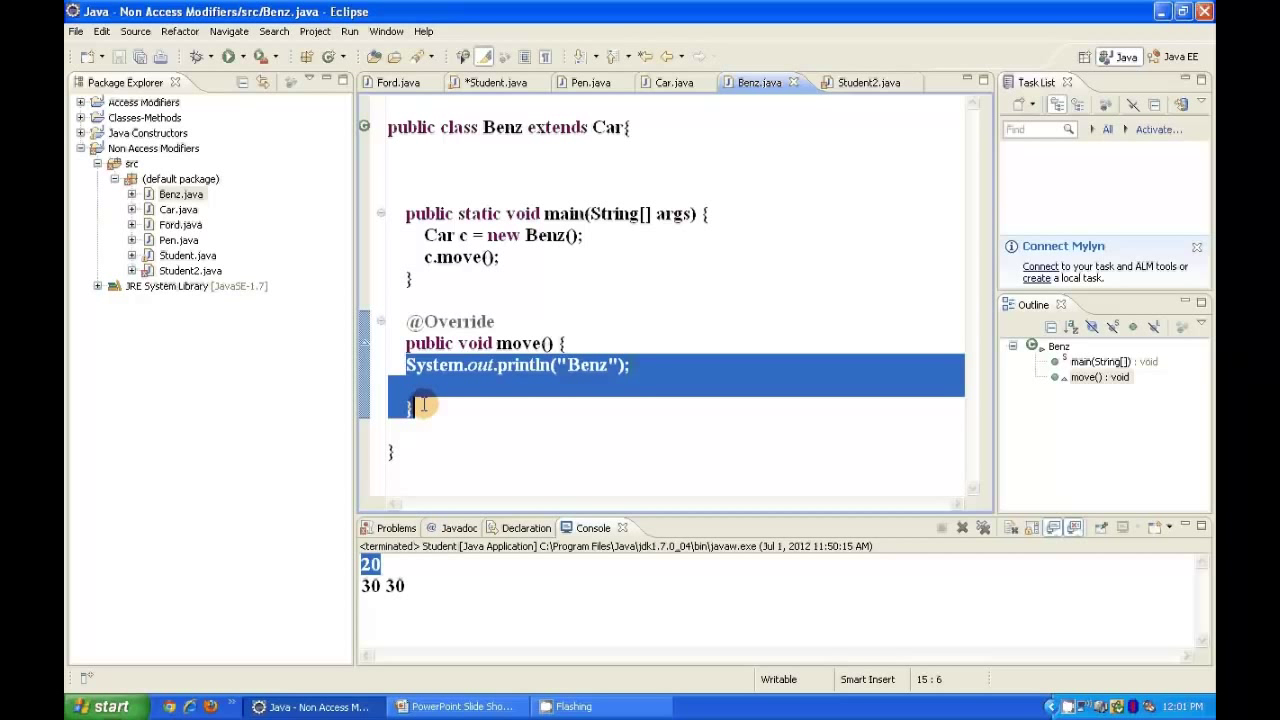 Java - Non Access Modifiers/src/Benz.java - Eclipse
File Edit Source Refactor Navigate Search Project Run Window Help
Java Java EE
Package Explorer
Access Modifiers
Classes-Methods
Java Constructors
Non Access Modifiers
src
(default package)
Benz.java
Car.java
Ford.java
Pen.java
Student.java
Student2.java
JRE System Library [JavaSE-1.7]
Ford.java *Student.java Pen.java Car.java Benz.java Student2.java
public class Benz extends Car{
public static void main(String[] args) {
Car c = new Benz();
c.move();
}
@Override
public void move() {
System.out.println("Benz");
}
}
Task List
Find All Activate...
Connect Mylyn
Connect to your task and ALM tools or
create a local task.
Outline
Benz
main(String[]) : void
move() : void
Problems Javadoc Declaration Console
<terminated> Student [Java Application] C:\Program Files\Java\jdk1.7.0_04\bin\javaw.exe (Jul 1, 2012 11:50:15 AM)
20
30 30
Writable Smart Insert 15 : 6
start Java - Non Access M... PowerPoint Slide Sho... Flashing 12:01 PM